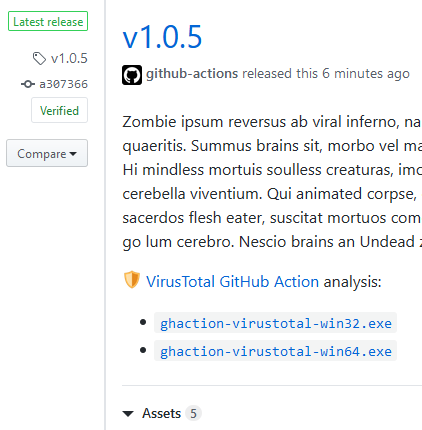 Latest release
v1.0.5
a307366
Verified
Compare
v1.0.5
github-actions released this 6 minutes ago
Zombie ipsum reversus ab viral inferno, na
quaeritis. Summus brains sit, morbo vel ma
Hi mindless mortuis soulless creaturas, imo
cerebella viventium. Qui animated corpse,
sacerdos flesh eater, suscitat mortuos com
go lum cerebro. Nescio brains an Undead
VirusTotal GitHub Action analysis:
ghaction-virustotal-win32.exe
ghaction-virustotal-win64.exe
Assets 5